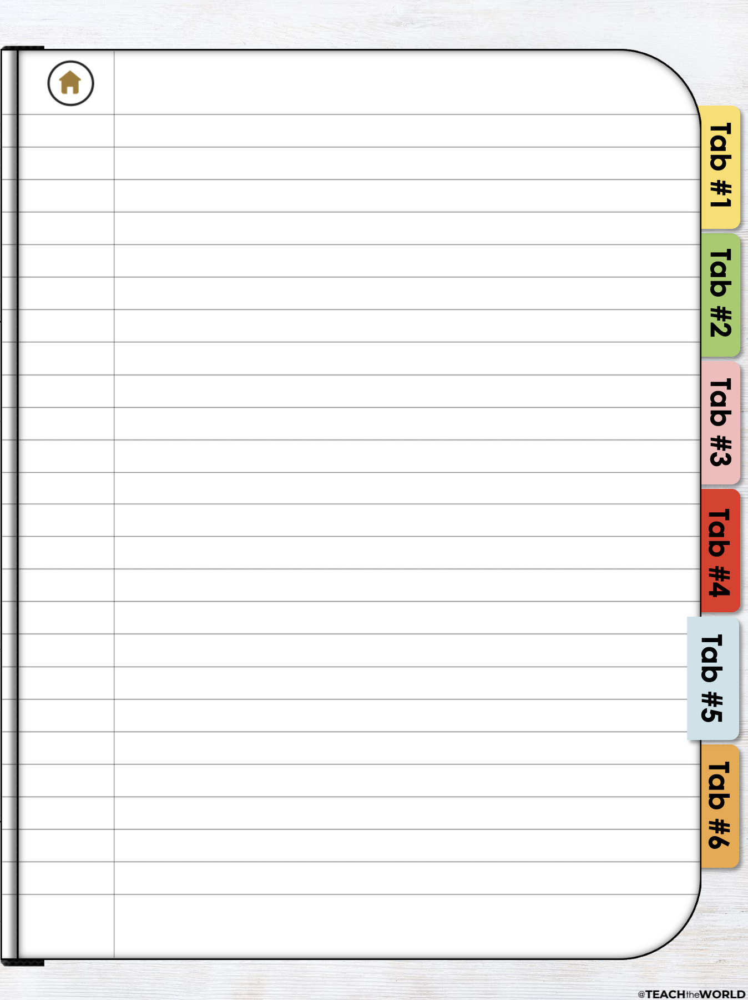 Tab #1
Tab #2
Tab #3
Tab #4
Tab #5
Tab #6
@TEACHtheWORLD